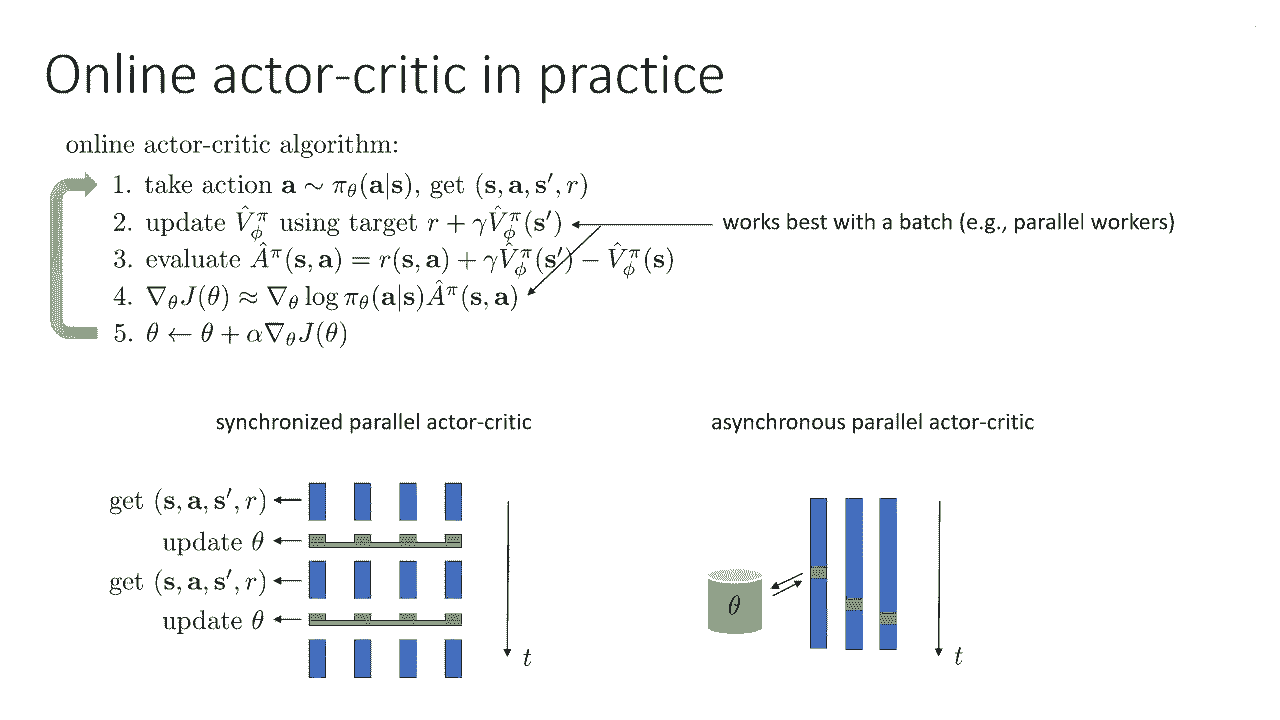 Online actor-critic in practice
online actor-critic algorithm:
1. take action $\mathbf{a} \sim \pi_\theta(\mathbf{a}|\mathbf{s})$, get $(\mathbf{s}, \mathbf{a}, \mathbf{s}', r)$
2. update $\hat{V}^\pi_\phi$ using target $r + \gamma \hat{V}^\pi_\phi(\mathbf{s}')$
works best with a batch (e.g., parallel workers)
3. evaluate $\hat{A}^\pi(\mathbf{s}, \mathbf{a}) = r(\mathbf{s}, \mathbf{a}) + \gamma \hat{V}^\pi_\phi(\mathbf{s}') - \hat{V}^\pi_\phi(\mathbf{s})$
4. $\nabla_\theta J(\theta) \approx \nabla_\theta \log \pi_\theta(\mathbf{a}|\mathbf{s}) \hat{A}^\pi(\mathbf{s}, \mathbf{a})$
5. $\theta \leftarrow \theta + \alpha \nabla_\theta J(\theta)$
synchronized parallel actor-critic
get $(\mathbf{s}, \mathbf{a}, \mathbf{s}', r)$
update $\theta$
get $(\mathbf{s}, \mathbf{a}, \mathbf{s}', r)$
update $\theta$
$t$
asynchronous parallel actor-critic
$\theta$
$t$